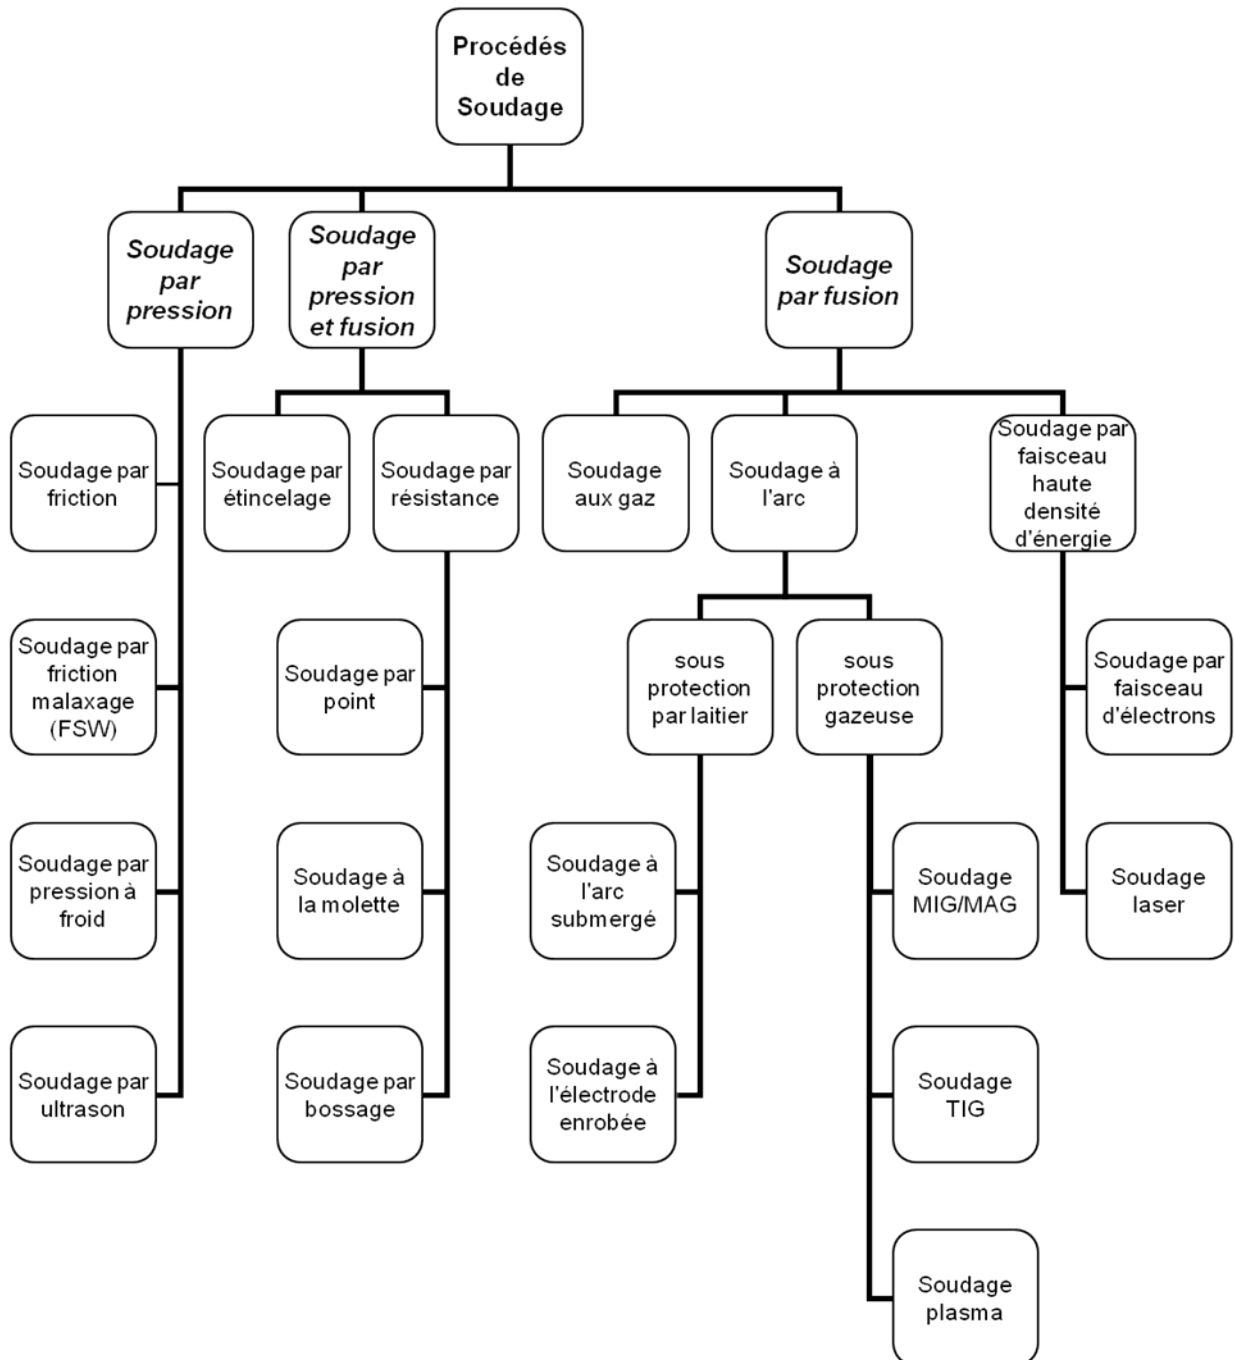 Procédés
de
Soudage
Soudage
par
pression
Soudage
par
pression
et fusion
Soudage
par fusion
Soudage par
friction
Soudage par
étincelage
Soudage par
résistance
Soudage
aux gaz
Soudage à
l'arc
Soudage par
faisceau
haute
densité
d'énergie
Soudage par
friction
malaxage
(FSW)
Soudage par
point
sous
protection
par laitier
sous
protection
gazeuse
Soudage par
faisceau
d'électrons
Soudage par
pression à
froid
Soudage à
la molette
Soudage à
l'arc
submergé
Soudage
MIG/MAG
Soudage
laser
Soudage par
ultrason
Soudage par
bossage
Soudage à
l'électrode
enrobée
Soudage
TIG
Soudage
plasma